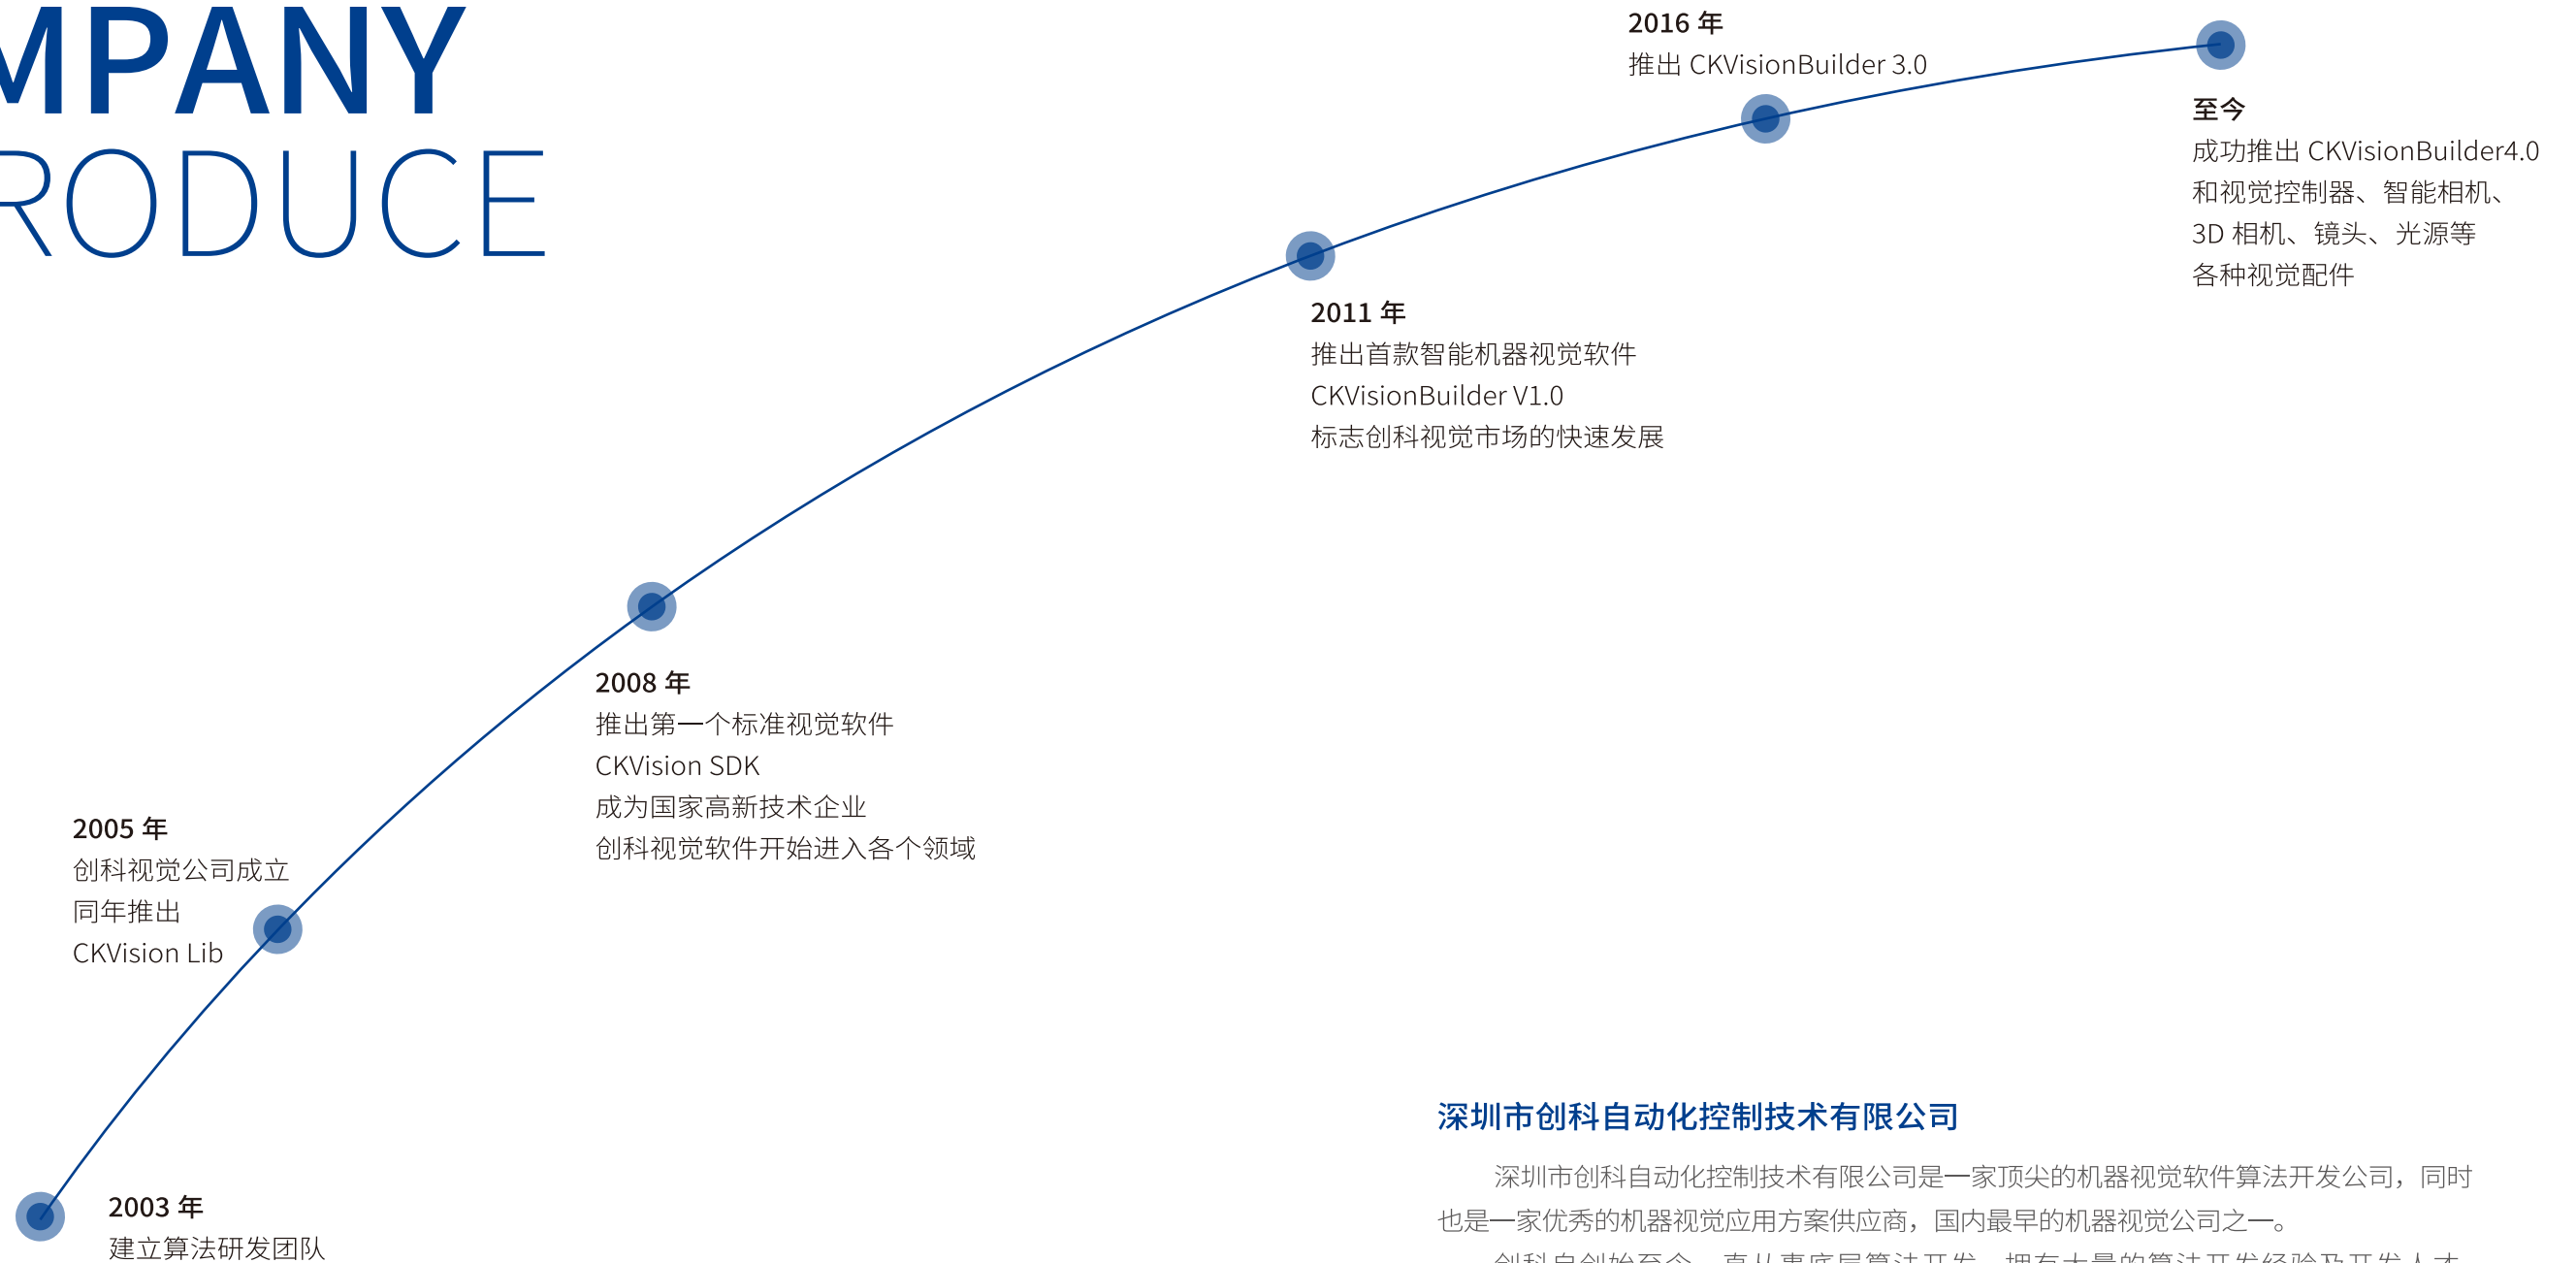 MPANY
RODUCE
2016 年
推出 CKVisionBuilder 3.0
至今
成功推出 CKVisionBuilder4.0
和视觉控制器、智能相机、
3D 相机、镜头、光源等
各种视觉配件
2011 年
推出首款智能机器视觉软件
CKVisionBuilder V1.0
标志创科视觉市场的快速发展
2008 年
推出第一个标准视觉软件
CKVision SDK
成为国家高新技术企业
创科视觉软件开始进入各个领域
2005 年
创科视觉公司成立
同年推出
CKVision Lib
2003 年
建立算法研发团队
深圳市创科自动化控制技术有限公司
深圳市创科自动化控制技术有限公司是一家顶尖的机器视觉软件算法开发公司，同时
也是一家优秀的机器视觉应用方案供应商，国内最早的机器视觉公司之一。